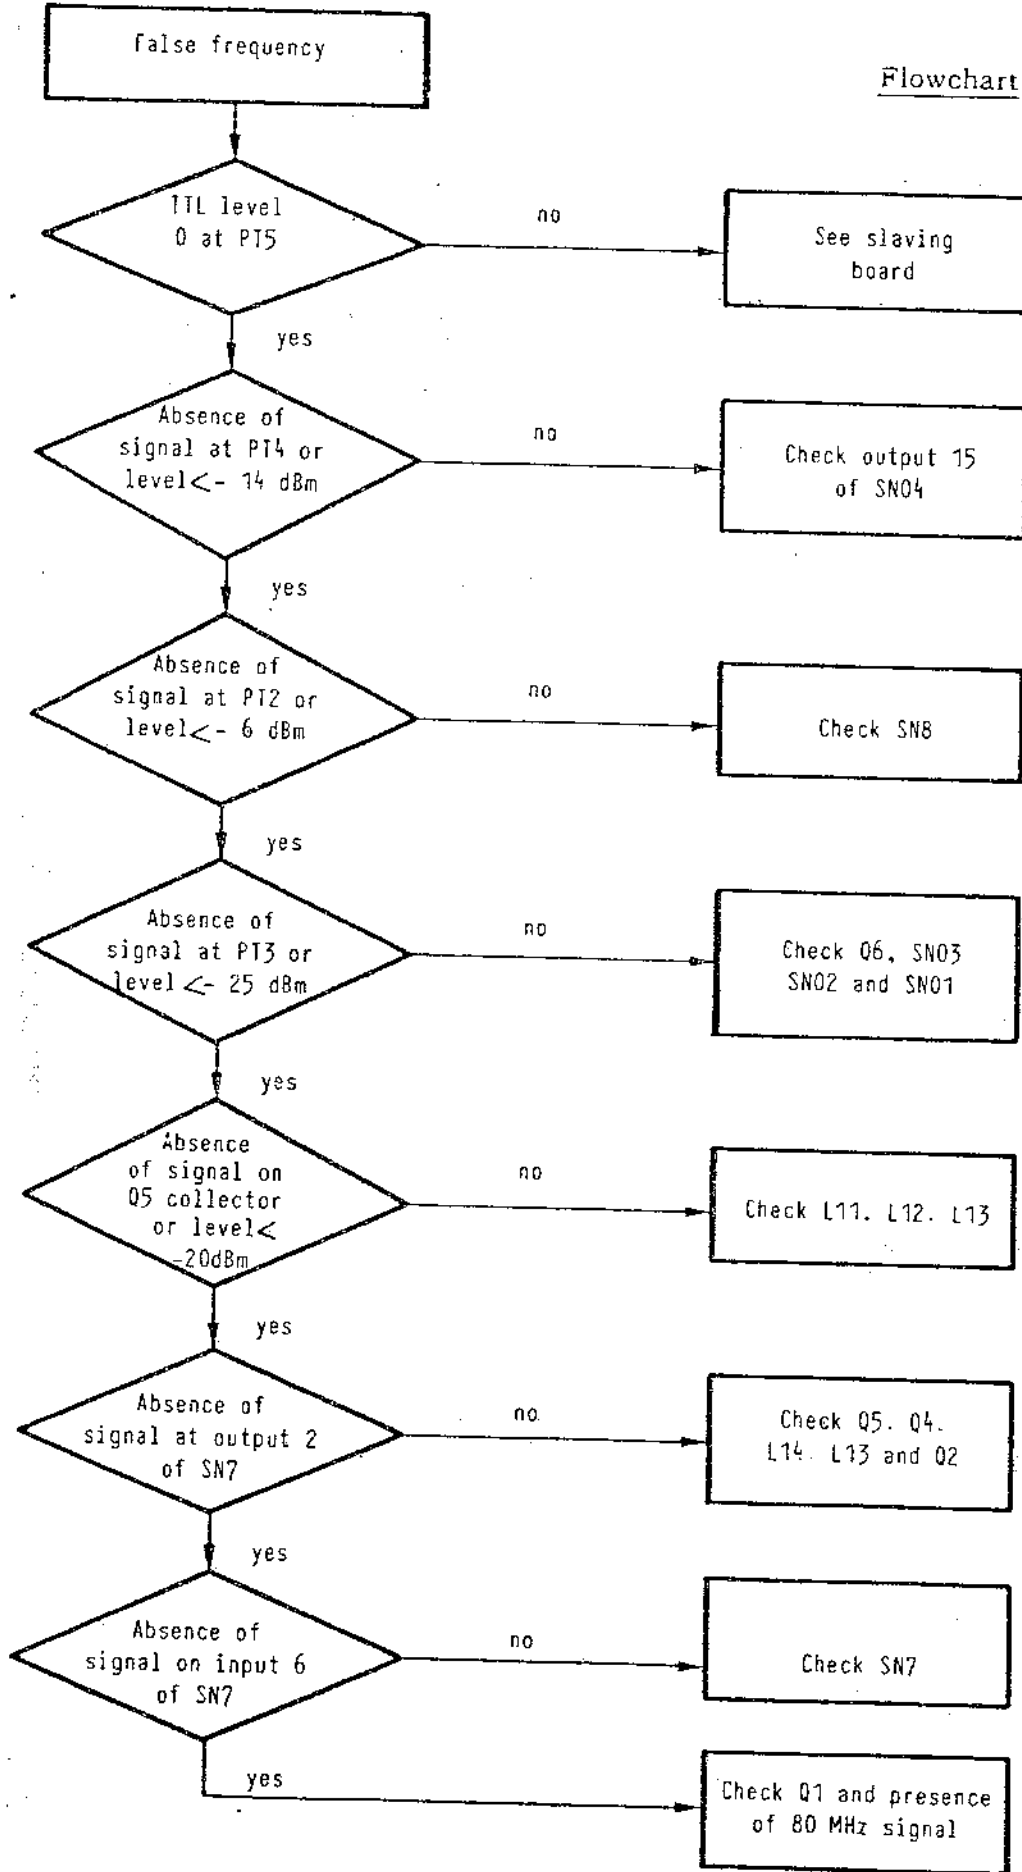 False frequency
Flowchart
TTL level
0 at PT5
no
See slaving
board
yes
Absence of
signal at PT4 or
level<- 14 dBm
no
Check output 15
of SN04
yes
Absence of
signal at PT2 or
level<- 6 dBm
no
Check SN8
yes
Absence of
signal at PT3 or
level<- 25 dBm
no
Check Q6, SN03
SN02 and SN01
yes
Absence
of signal on
Q5 collector
or level<
-20dBm
no
Check L11. L12. L13
yes
Absence of
signal at output 2
of SN7
no.
Check Q5. Q4.
L14. L13 and Q2
yes
Absence of
signal on input 6
of SN7
no
Check SN7
yes
Check Q1 and presence
of 80 MHz signal